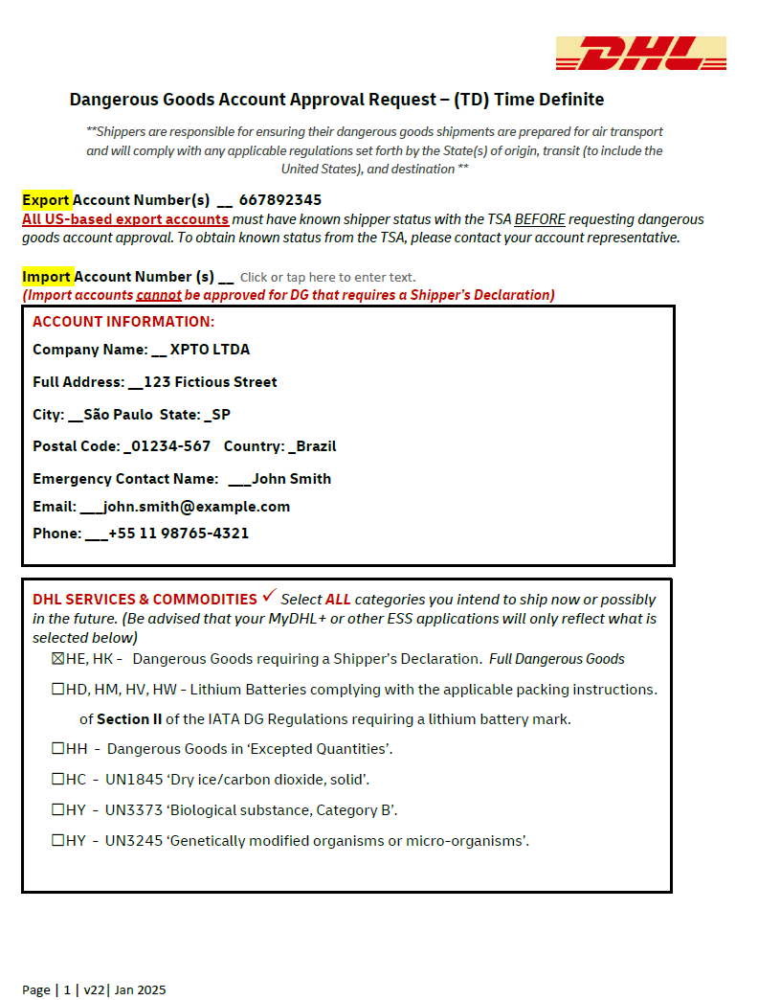 DHL
Dangerous Goods Account Approval Request – (TD) Time Definite
**Shippers are responsible for ensuring their dangerous goods shipments are prepared for air transport
and will comply with any applicable regulations set forth by the State(s) of origin, transit (to include the
United States), and destination **
Export Account Number(s) __ 667892345
All US-based export accounts must have known shipper status with the TSA BEFORE requesting dangerous
goods account approval. To obtain known status from the TSA, please contact your account representative.
Import Account Number (s) __ Click or tap here to enter text.
(Import accounts cannot be approved for DG that requires a Shipper's Declaration)
ACCOUNT INFORMATION:
Company Name: __ XPTO LTDA
Full Address: __123 Fictious Street
City: __São Paulo State: _SP
Postal Code: _01234-567 Country: _Brazil
Emergency Contact Name: ___John Smith
Email: ___john.smith@example.com
Phone: ___+55 11 98765-4321
DHL SERVICES & COMMODITIES ✓ Select ALL categories you intend to ship now or possibly
in the future. (Be advised that your MyDHL+ or other ESS applications will only reflect what is
selected below)
☒HE, HK - Dangerous Goods requiring a Shipper's Declaration. Full Dangerous Goods
☐HD, HM, HV, HW - Lithium Batteries complying with the applicable packing instructions.
of Section II of the IATA DG Regulations requiring a lithium battery mark.
☐HH - Dangerous Goods in 'Excepted Quantities'.
☐HC - UN1845 'Dry ice/carbon dioxide, solid'.
☐HY - UN3373 'Biological substance, Category B'.
☐HY - UN3245 'Genetically modified organisms or micro-organisms'.
Page | 1 | v22| Jan 2025